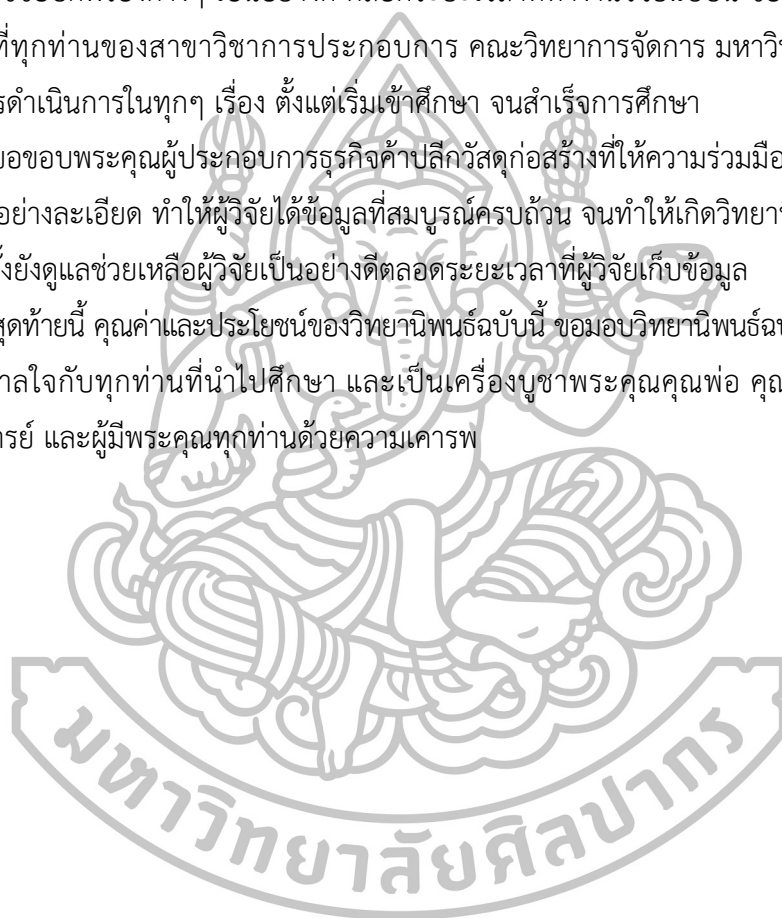 ที่ทุกท่านของสาขาวิชาการประกอบการ คณะวิทยาการจัดการ
รดำเนินการในทุกๆ เรื่อง ตั้งแต่เริ่มเข้าศึกษา จนสำเร็จการศึกษา
ขอขอบพระคุณผู้ประกอบการธุรกิจค้าปลีกวัสดุก่อสร้างที่ให้ความร่วมมือ
อย่างละเอียด ทำให้ผู้วิจัยได้ข้อมูลที่สมบูรณ์ครบถ้วน จนทำให้เกิดวิทยานิ
ั้งยังดูแลช่วยเหลือผู้วิจัยเป็นอย่างดีตลอดระยะเวลาที่ผู้วิจัยเก็บข้อมูล
สุดท้ายนี้ คุณค่าและประโยชน์ของวิทยานิพนธ์ฉบับนี้ ขอมอบวิทยานิพนธ์ฉบ
าลใจกับทุกท่านที่นำไปศึกษา และเป็นเครื่องบูชาพระคุณคุณพ่อ คุณ
ารย์ และผู้มีพระคุณทุกท่านด้วยความเคารพ
มหาวิทยาลัยศิลปากร